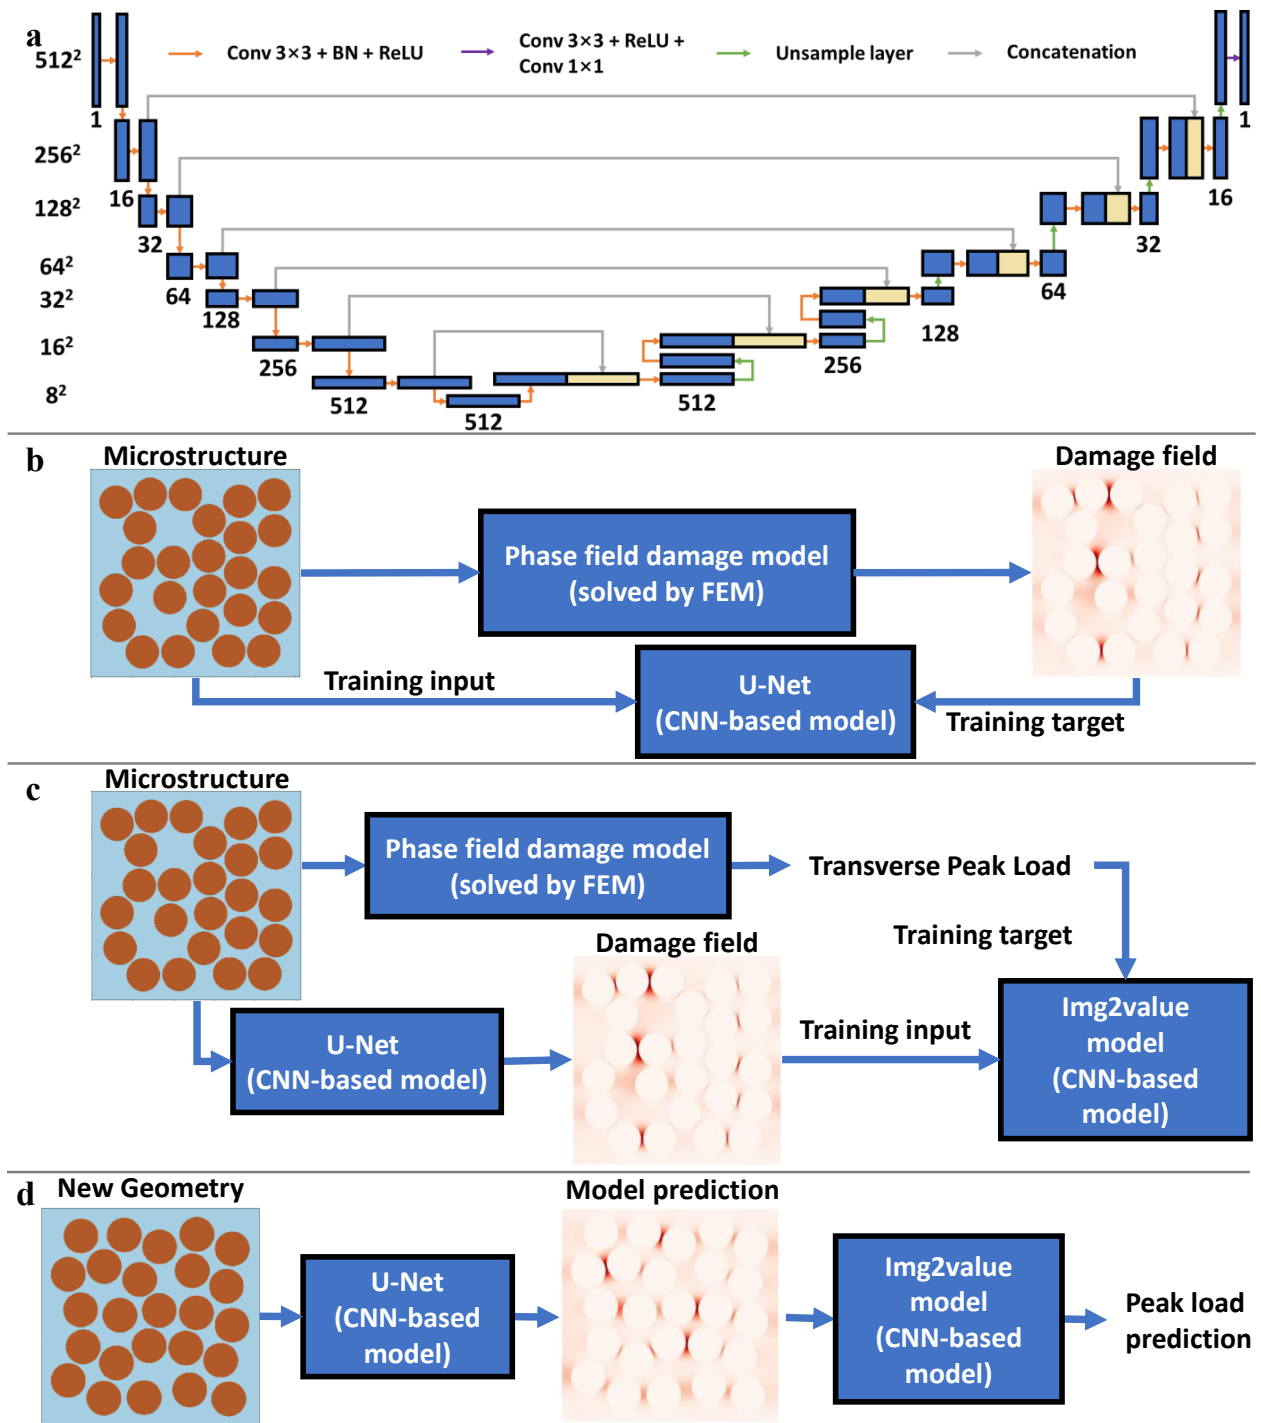 a
512²
Conv 3×3 + BN + ReLU
Conv 3×3 + ReLU +
Conv 1×1
Unsample layer
Concatenation
1
1
256²
16
16
128²
32
32
64²
64
64
32²
128
128
16²
256
256
8²
512
512
512
b
Microstructure
Damage field
Phase field damage model
(solved by FEM)
Training input
U-Net
(CNN-based model)
Training target
c
Microstructure
Phase field damage model
(solved by FEM)
Transverse Peak Load
Training target
Damage field
U-Net
(CNN-based model)
Training input
Img2value
model
(CNN-based
model)
d
New Geometry
Model prediction
U-Net
(CNN-based
model)
Img2value
model
(CNN-based
model)
Peak load
prediction